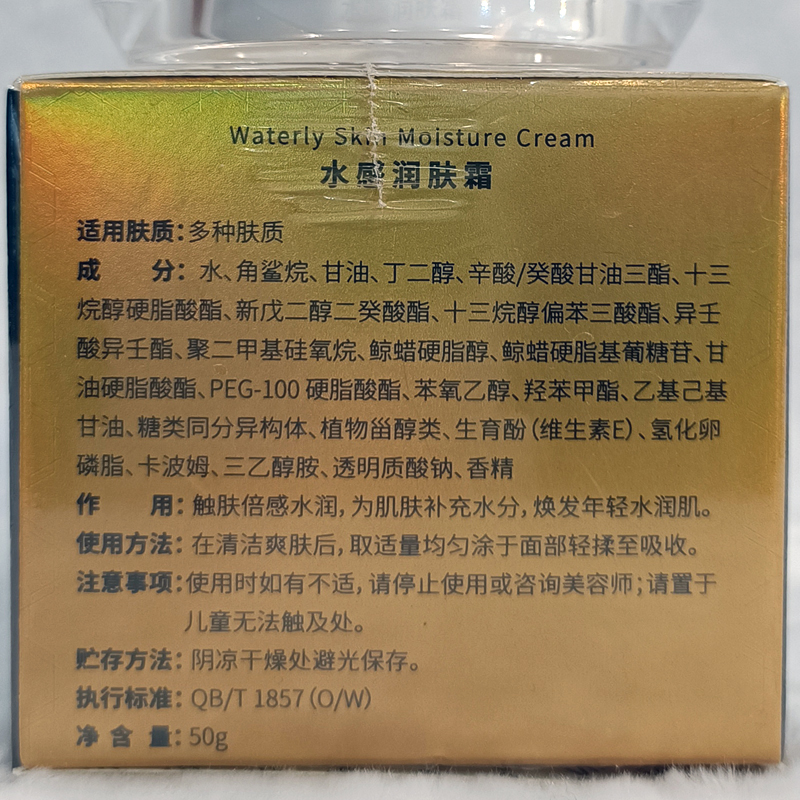 Waterly Skin Moisture Cream
水感润肤霜
适用肤质：多种肤质
成 分：水、角鲨烷、甘油、丁二醇、辛酸/癸酸甘油三酯、十三
烷醇硬脂酸酯、新戊二醇二癸酸酯、十三烷醇偏苯三酸酯、异壬
酸异壬酯、聚二甲基硅氧烷、鲸蜡硬脂醇、鲸蜡硬脂基葡糖苷、甘
油硬脂酸酯、PEG-100 硬脂酸酯、苯氧乙醇、羟苯甲酯、乙基己基
甘油、糖类同分异构体、植物甾醇类、生育酚（维生素E）、氢化卵
磷脂、卡波姆、三乙醇胺、透明质酸钠、香精
作 用：触肤倍感水润，为肌肤补充水分，焕发年轻水润肌。
使用方法：在清洁爽肤后，取适量均匀涂于面部轻揉至吸收。
注意事项：使用时如有不适，请停止使用或咨询美容师；请置于
儿童无法触及处。
贮存方法：阴凉干燥处避光保存。
执行标准：QB/T 1857（O/W）
净 含 量：50g